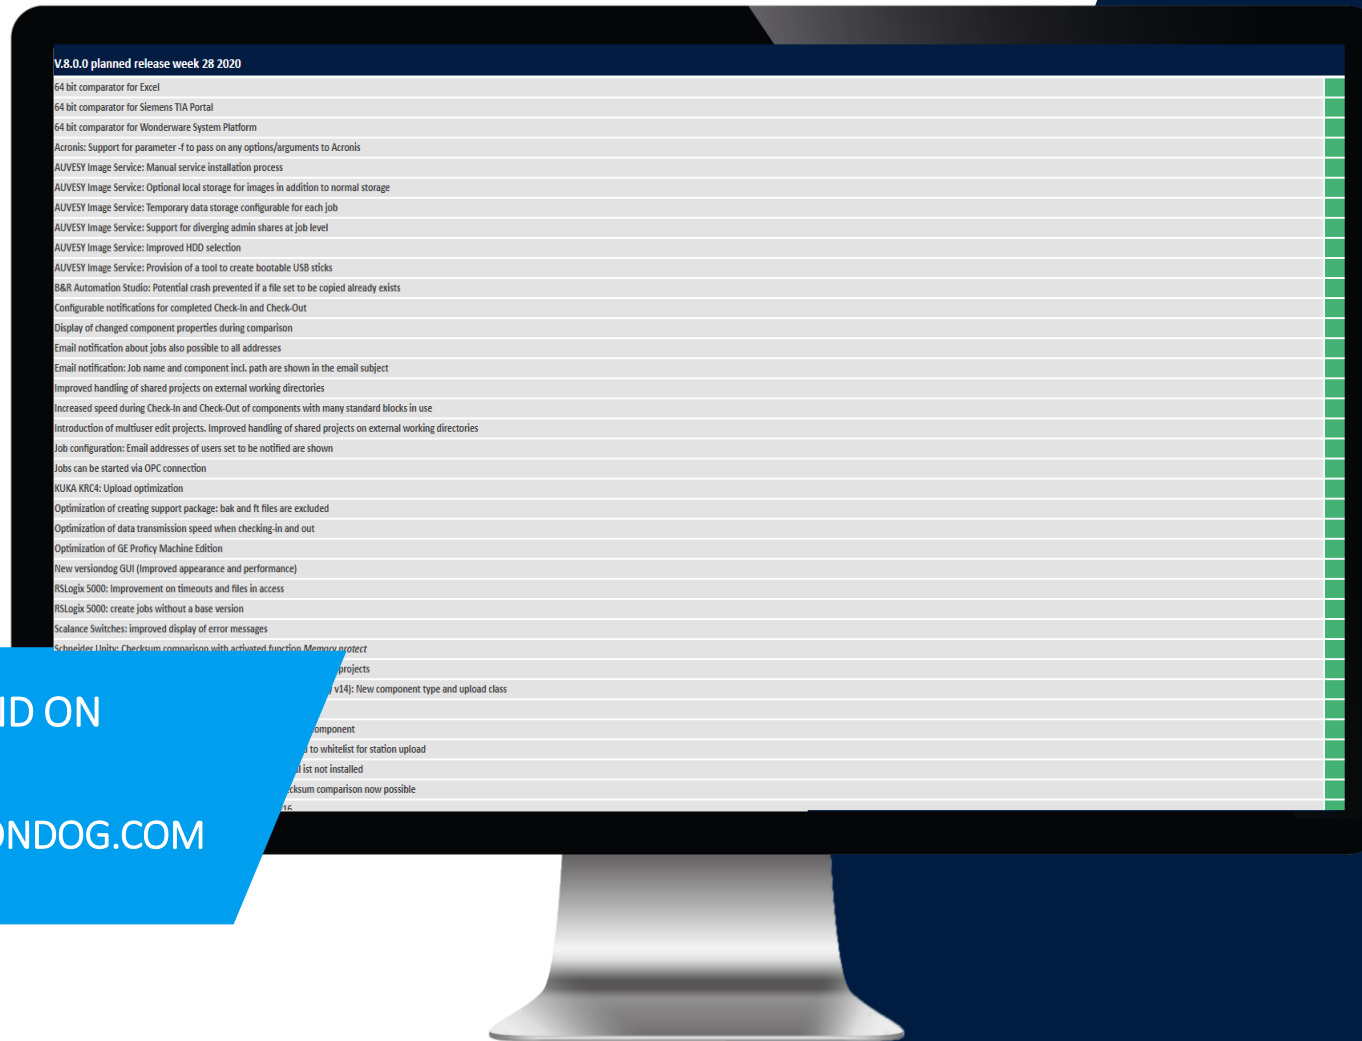 V.8.0.0 planned release week 28 2020
64 bit comparator for Excel
64 bit comparator for Siemens TIA Portal
64 bit comparator for Wonderware System Platform
Acronis: Support for parameter -f to pass on any options/arguments to Acronis
AUVESY Image Service: Manual service installation process
AUVESY Image Service: Optional local storage for images in addition to normal storage
AUVESY Image Service: Temporary data storage configurable for each job
AUVESY Image Service: Support for diverging admin shares at job level
AUVESY Image Service: Improved HDD selection
AUVESY Image Service: Provision of a tool to create bootable USB sticks
B&R Automation Studio: Potential crash prevented if a file set to be copied already exists
Configurable notifications for completed Check-In and Check-Out
Display of changed component properties during comparison
Email notification about jobs also possible to all addresses
Email notification: Job name and component incl. path are shown in the email subject
Improved handling of shared projects on external working directories
Increased speed during Check-In and Check-Out of components with many standard blocks in use
Introduction of multiuser edit projects. Improved handling of shared projects on external working directories
Job configuration: Email addresses of users set to be notified are shown
Jobs can be started via OPC connection
KUKA KRC4: Upload optimization
Optimization of creating support package: bak and ft files are excluded
Optimization of data transmission speed when checking-in and out
Optimization of GE Proficy Machine Edition
New versiondog GUI (Improved appearance and performance)
RSLogix 5000: Improvement on timeouts and files in access
RSLogix 5000: create jobs without a base version
Scalance Switches: improved display of error messages
Schneider Unity: Checksum comparison with activated function Memory protect
projects
v14): New component type and upload class
omponent
to whitelist for station upload
ist not installed
cksum comparison now possible
16
ND ON
ONDOG.COM